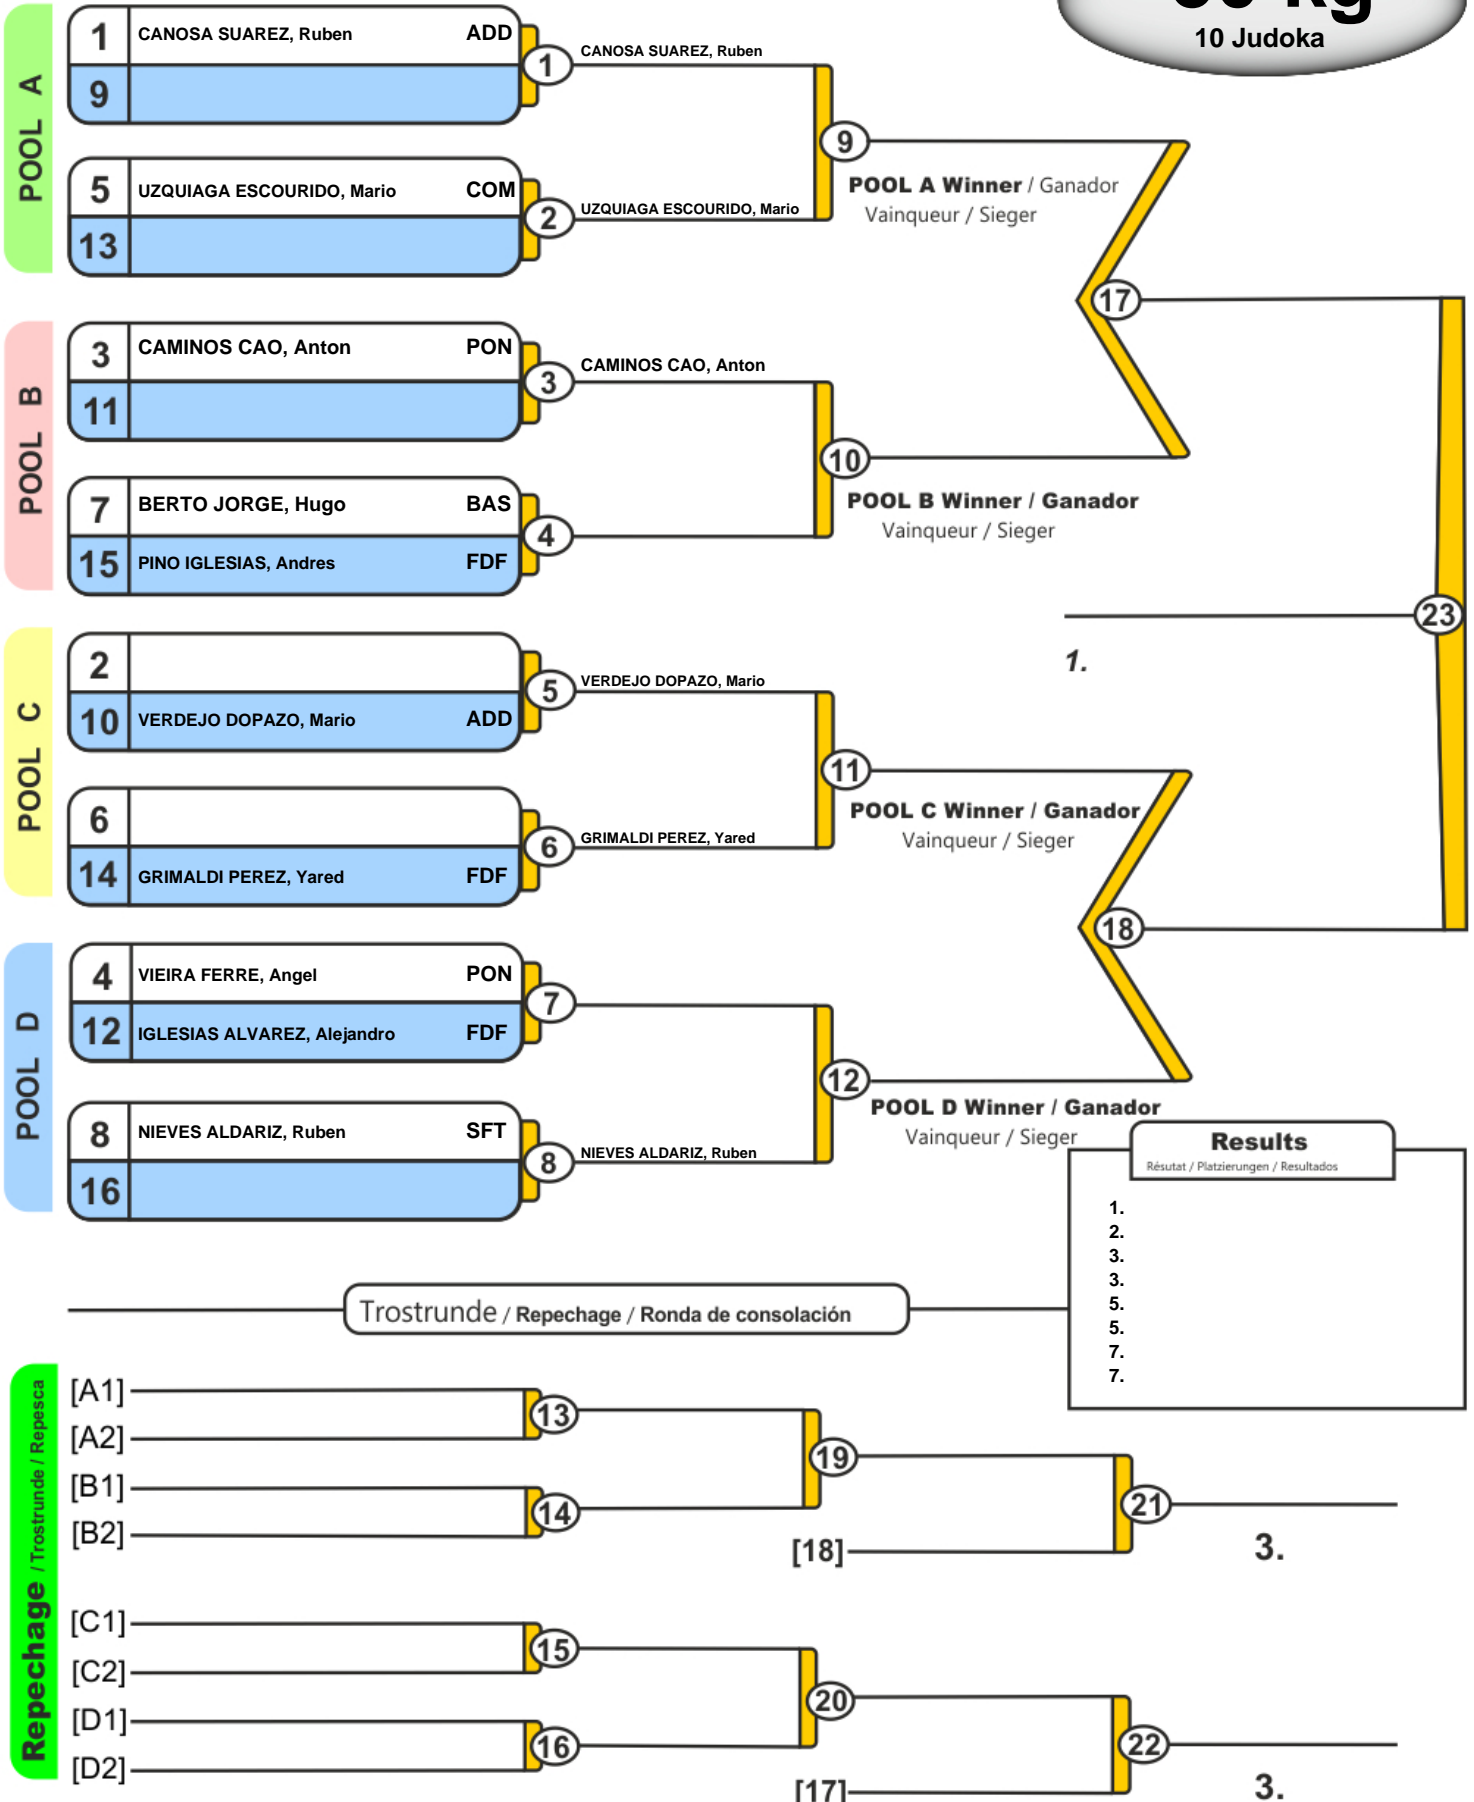 10 Judoka
POOL A
1 CANOSA SUAREZ, Ruben ADD
9
1 CANOSA SUAREZ, Ruben
5 UZQUIAGA ESCOURIDO, Mario COM
13
2 UZQUIAGA ESCOURIDO, Mario
9
POOL A Winner / Ganador
Vainqueur / Sieger
17
POOL B
3 CAMINOS CAO, Anton PON
11
3 CAMINOS CAO, Anton
7 BERTO JORGE, Hugo BAS
15 PINO IGLESIAS, Andres FDF
4
10
POOL B Winner / Ganador
Vainqueur / Sieger
23
1.
POOL C
2
10 VERDEJO DOPAZO, Mario ADD
5 VERDEJO DOPAZO, Mario
6
14 GRIMALDI PEREZ, Yared FDF
6 GRIMALDI PEREZ, Yared
11
POOL C Winner / Ganador
Vainqueur / Sieger
18
POOL D
4 VIEIRA FERRE, Angel PON
12 IGLESIAS ALVAREZ, Alejandro FDF
7
8 NIEVES ALDARIZ, Ruben SFT
16
8 NIEVES ALDARIZ, Ruben
12
POOL D Winner / Ganador
Vainqueur / Sieger
Results
Résutat / Platzierungen / Resultados
1.
2.
3.
3.
5.
5.
7.
7.
Trostrunde / Repechage / Ronda de consolación
Repechage / Trostrunde / Repesca
[A1]
[A2]
13
[B1]
[B2]
14
19
[18]
21
3.
[C1]
[C2]
15
[D1]
[D2]
16
20
[17]
22
3.